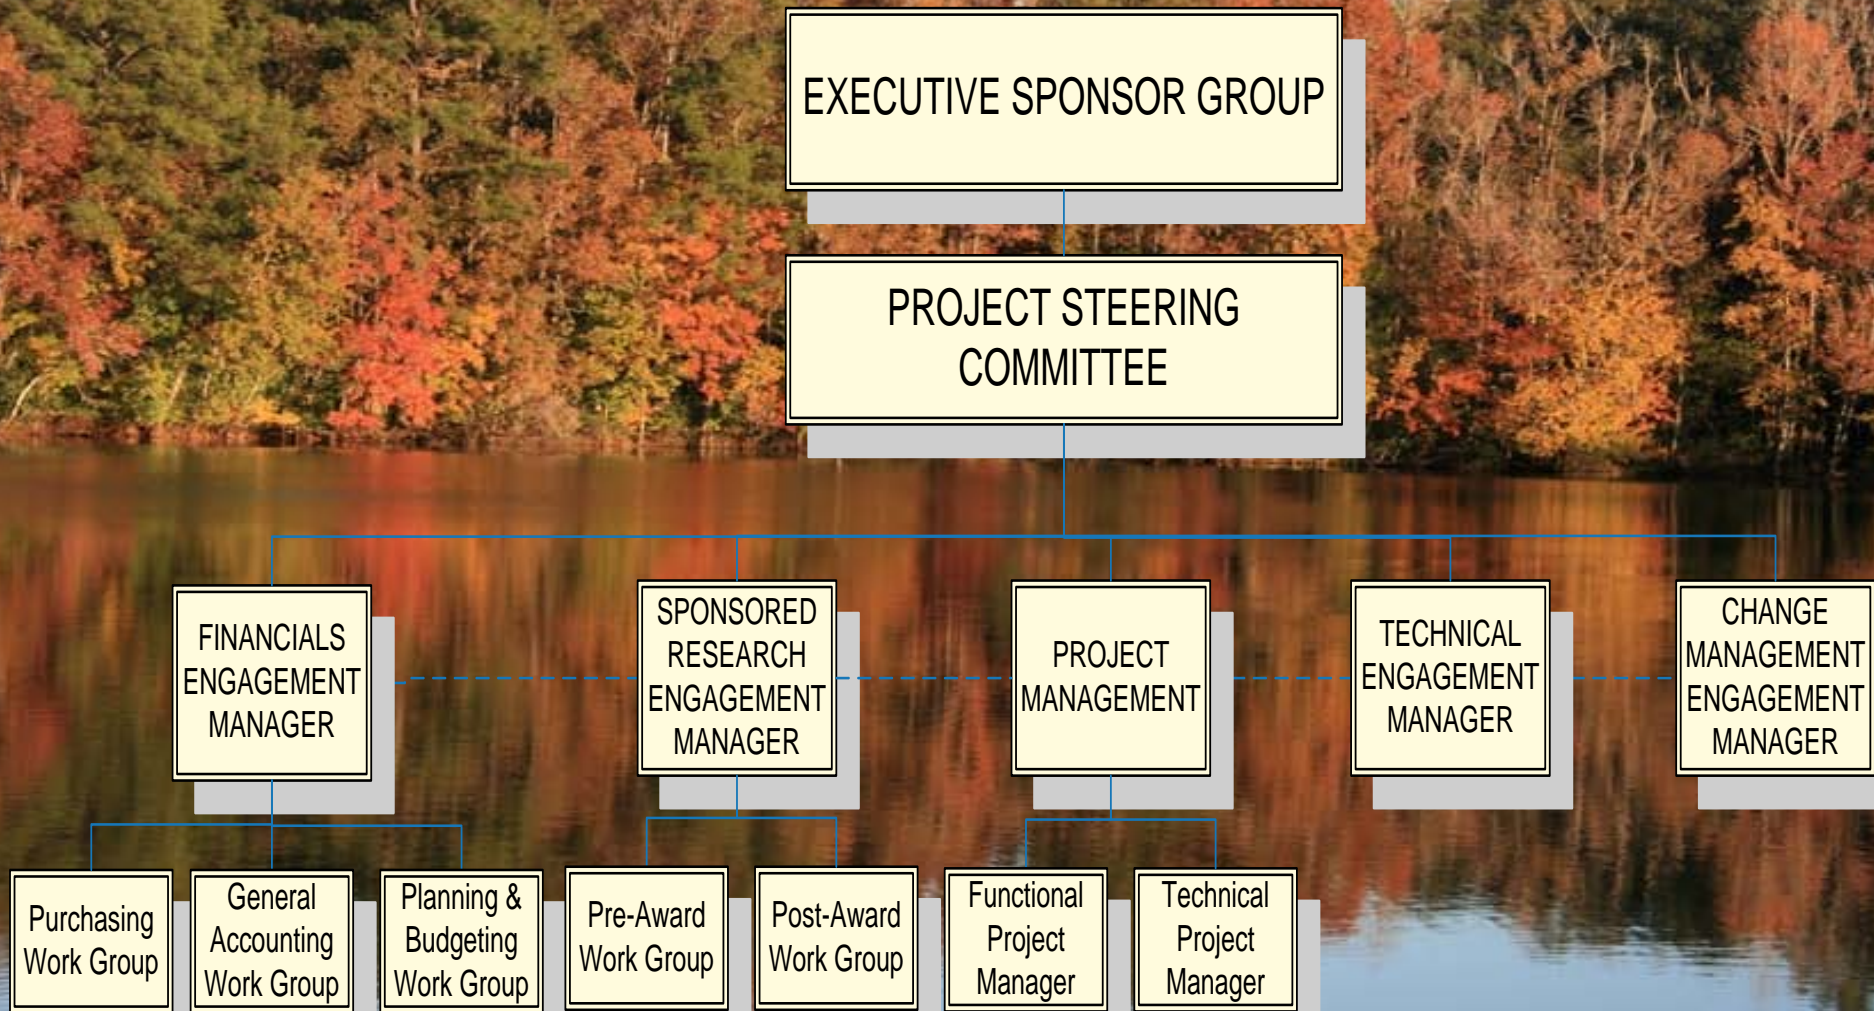 EXECUTIVE SPONSOR GROUP
PROJECT STEERING
COMMITTEE
FINANCIALS
ENGAGEMENT
MANAGER
SPONSORED
RESEARCH
ENGAGEMENT
MANAGER
PROJECT
MANAGEMENT
TECHNICAL
ENGAGEMENT
MANAGER
CHANGE
MANAGEMENT
ENGAGEMENT
MANAGER
Purchasing
Work Group
General
Accounting
Work Group
Planning &
Budgeting
Work Group
Pre-Award
Work Group
Post-Award
Work Group
Functional
Project
Manager
Technical
Project
Manager